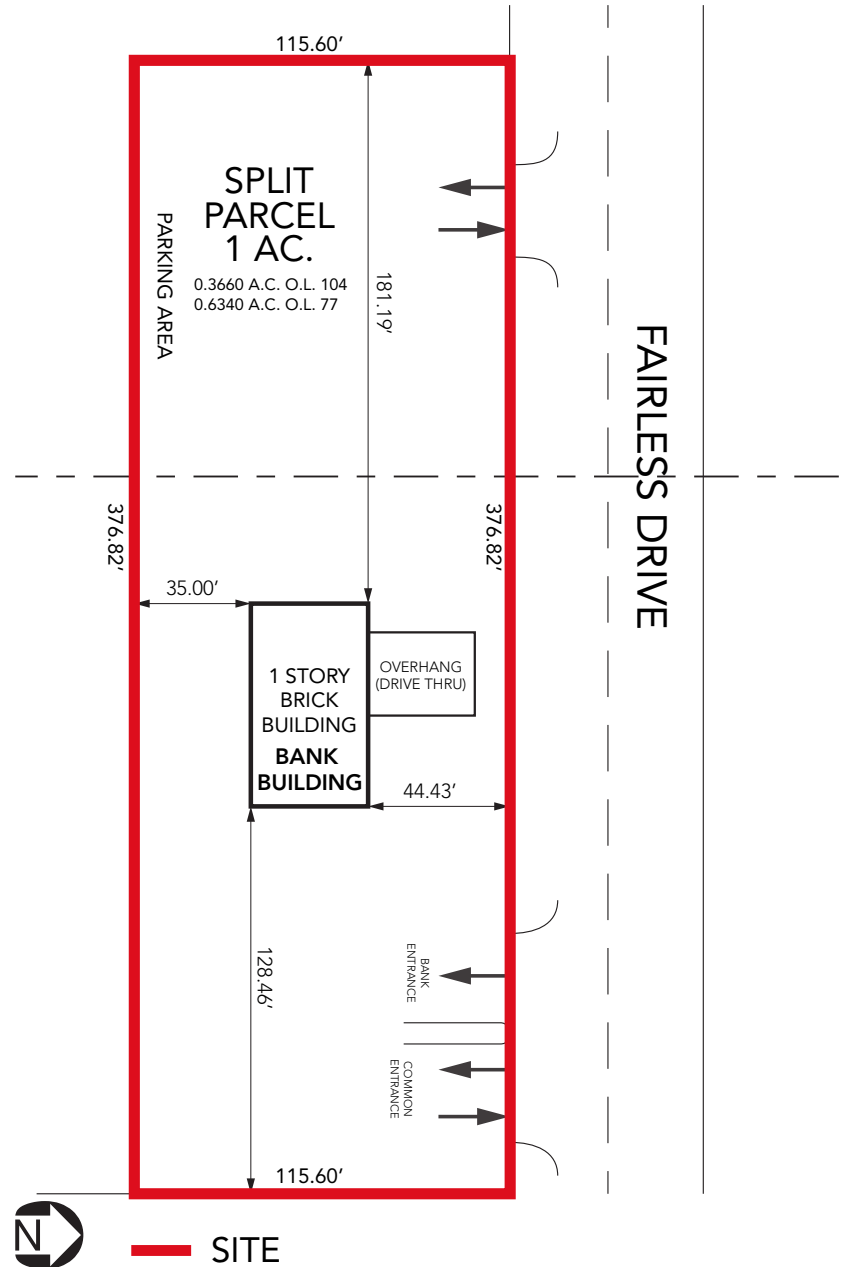 115.60’
SPLIT
PARCEL
1 AC.
0.3660 A.C. O.L. 104
0.6340 A.C. O.L. 77
PARKING AREA
181.19’
FAIRLESS DRIVE
376.82’
376.82’
35.00’
1 STORY
BRICK
BUILDING
BANK
BUILDING
OVERHANG
(DRIVE THRU)
44.43’
128.46’
BANK
ENTRANCE
COMMON
ENTRANCE
115.60’
N
SITE